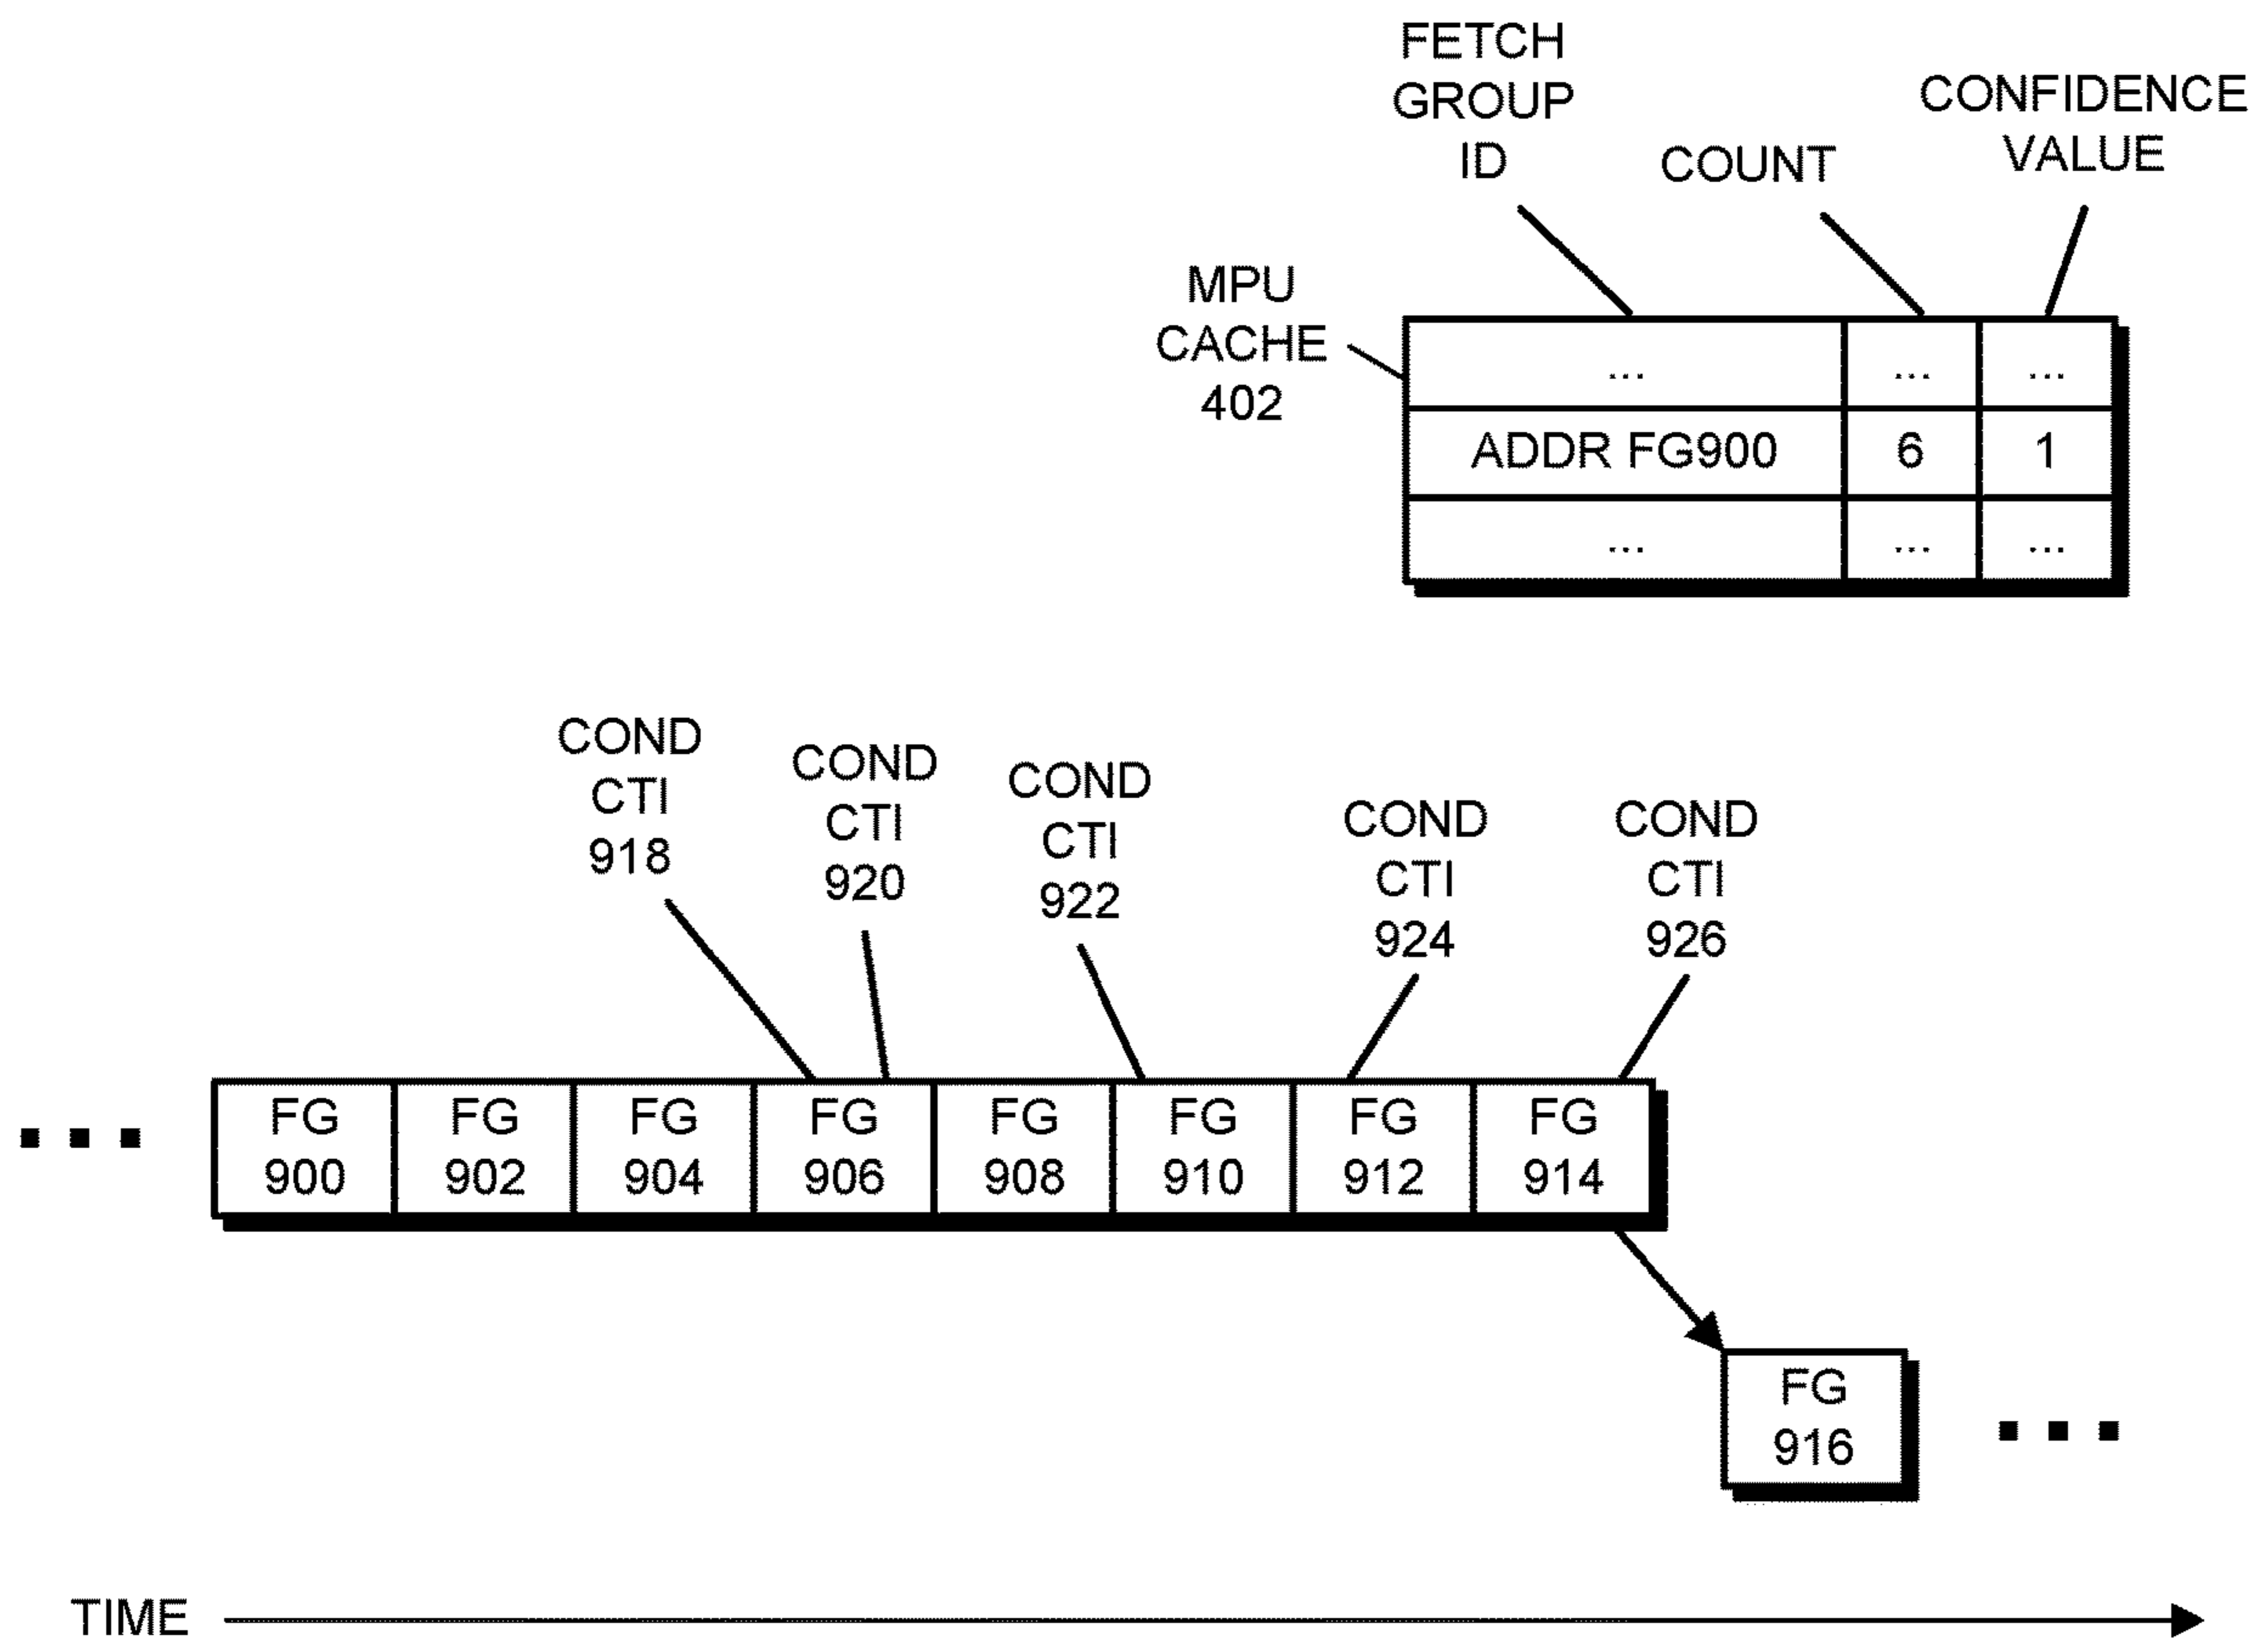 FETCH
GROUP
ID
COUNT
CONFIDENCE
VALUE
MPU
CACHE
402
... ... ...
ADDR FG900 6 1
... ... ...
COND
CTI
918
COND
CTI
920
COND
CTI
922
COND
CTI
924
COND
CTI
926
FG
900
FG
902
FG
904
FG
906
FG
908
FG
910
FG
912
FG
914
FG
916
TIME